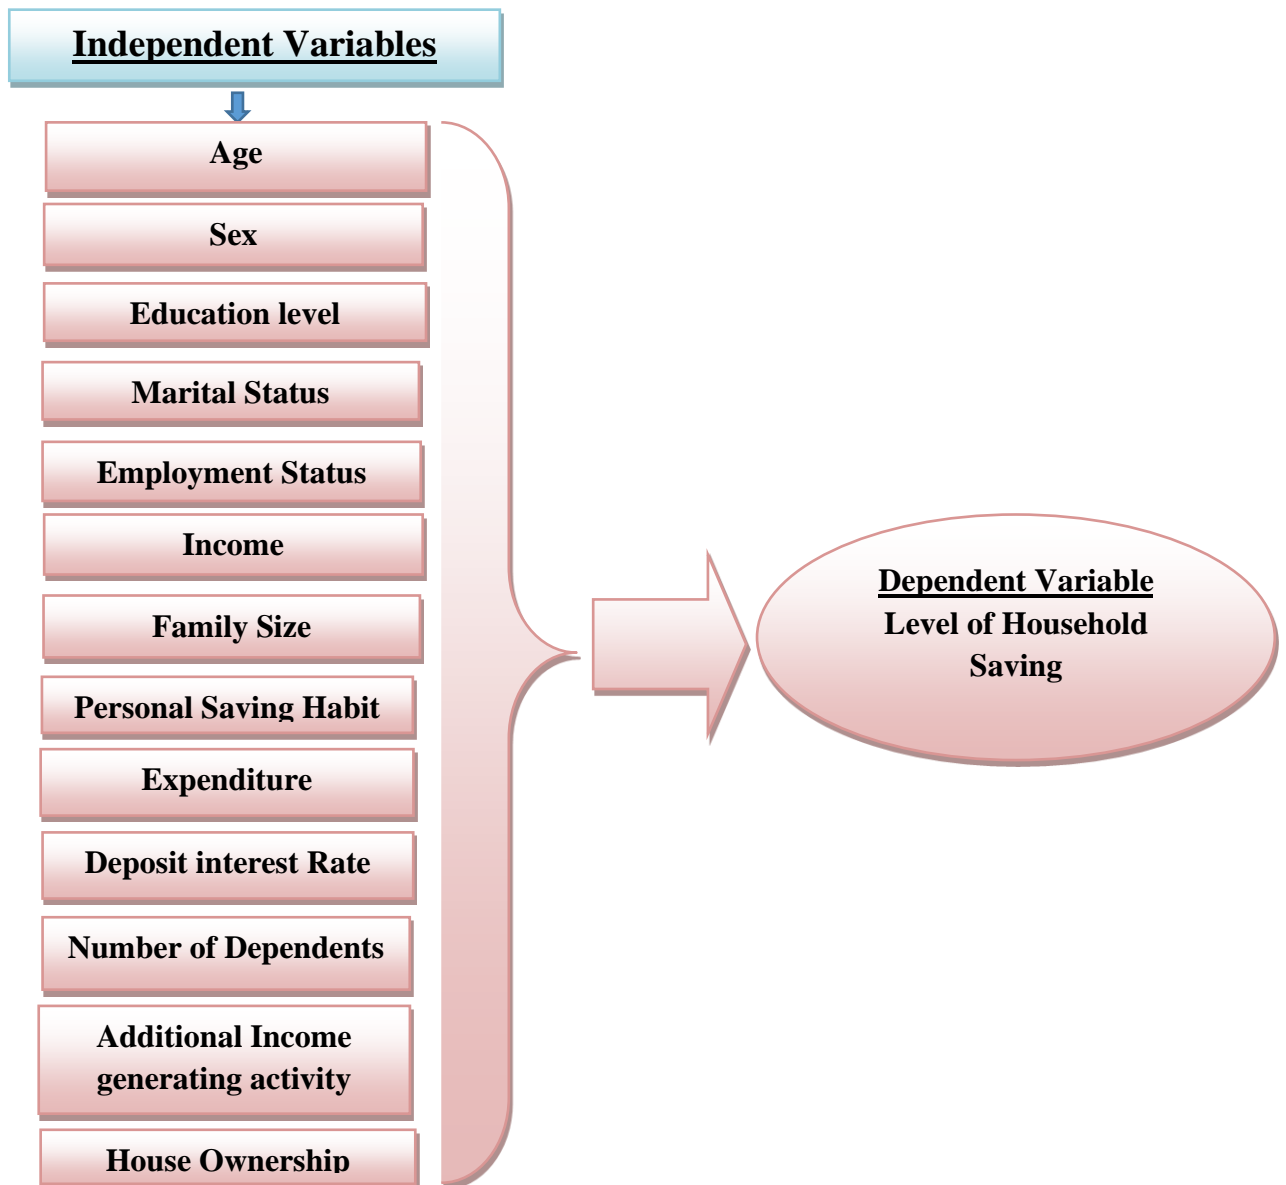 Independent Variables
Age
Sex
Education level
Marital Status
Employment Status
Income
Family Size
Personal Saving Habit
Expenditure
Deposit interest Rate
Number of Dependents
Additional Income
generating activity
House Ownership
Dependent Variable
Level of Household
Saving